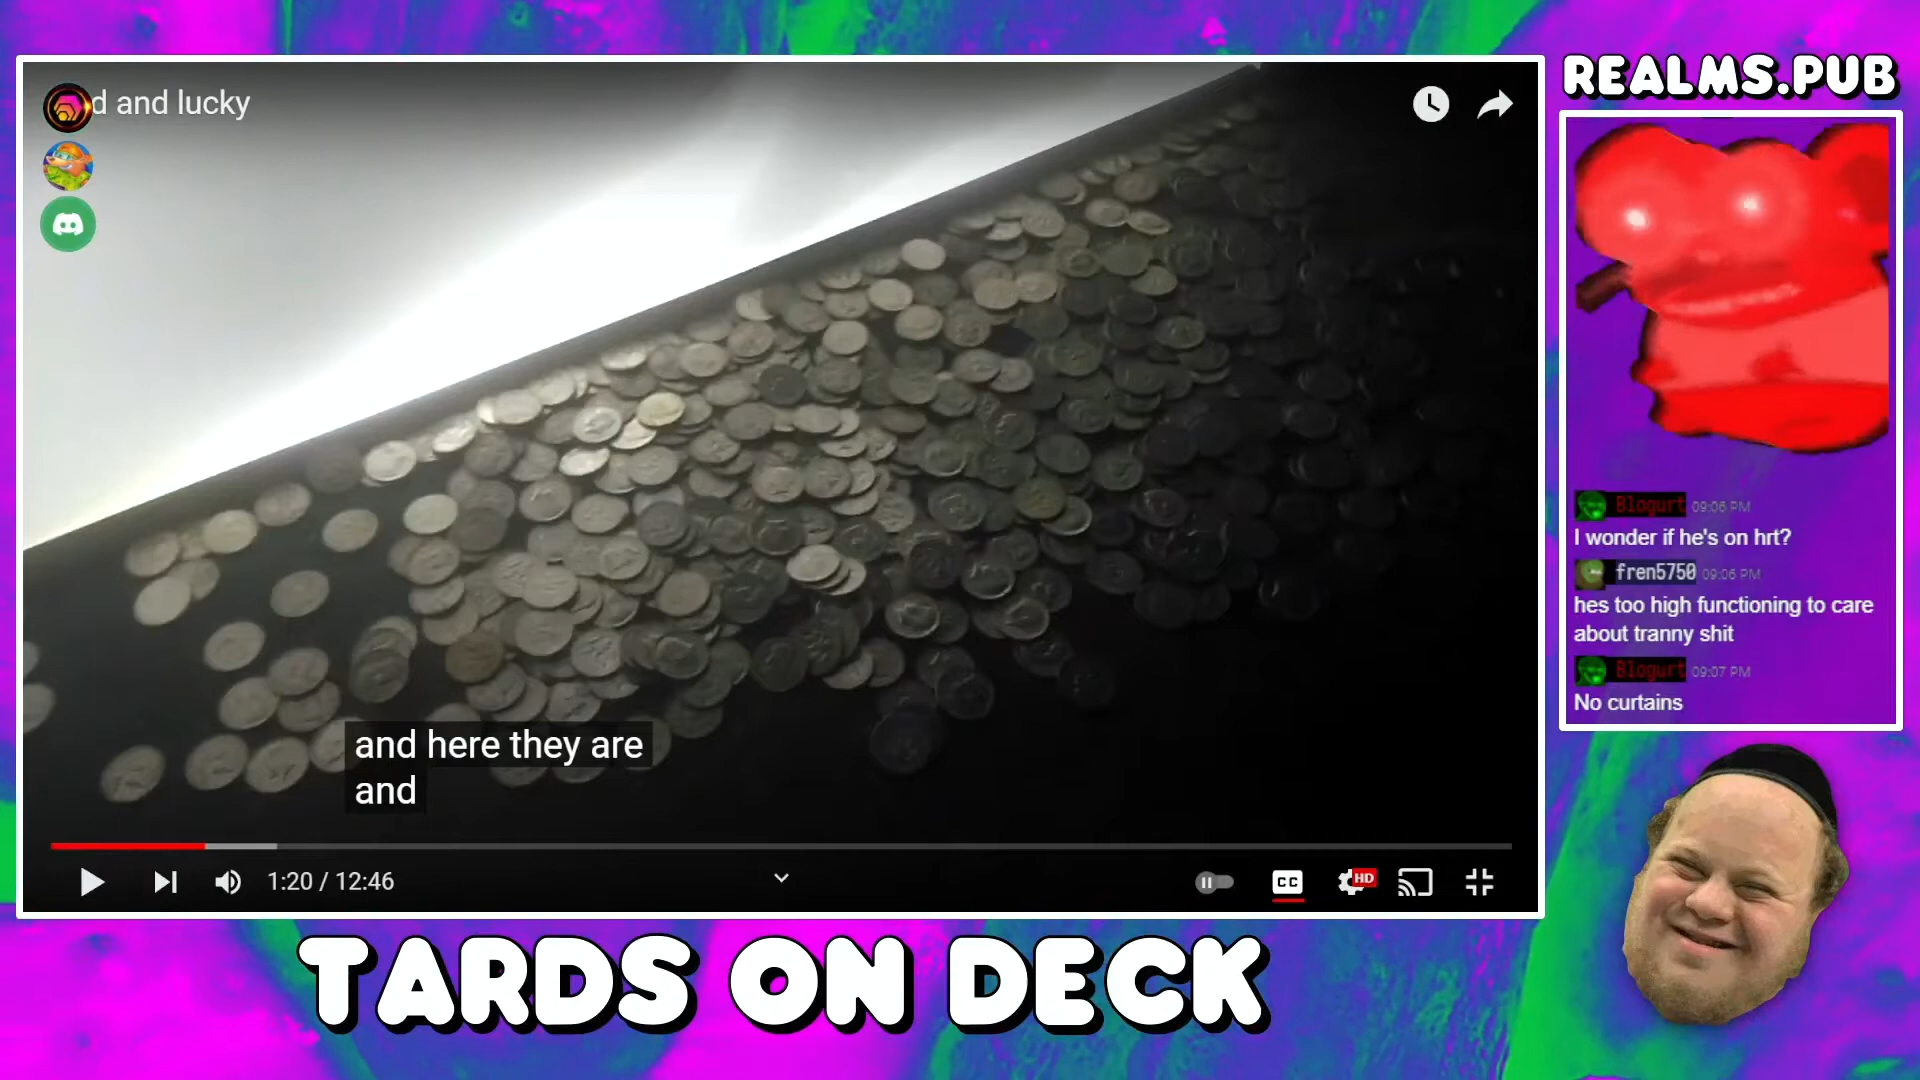 REALMS.PUB
d and lucky
Blogurt 09:06 PM
I wonder if he's on hrt?
fren5750 09:06 PM
hes too high functioning to care
about tranny shit
Blogurt 09:07 PM
No curtains
and here they are
and
1:20 / 12:46
CC
HD
TARDS ON DECK